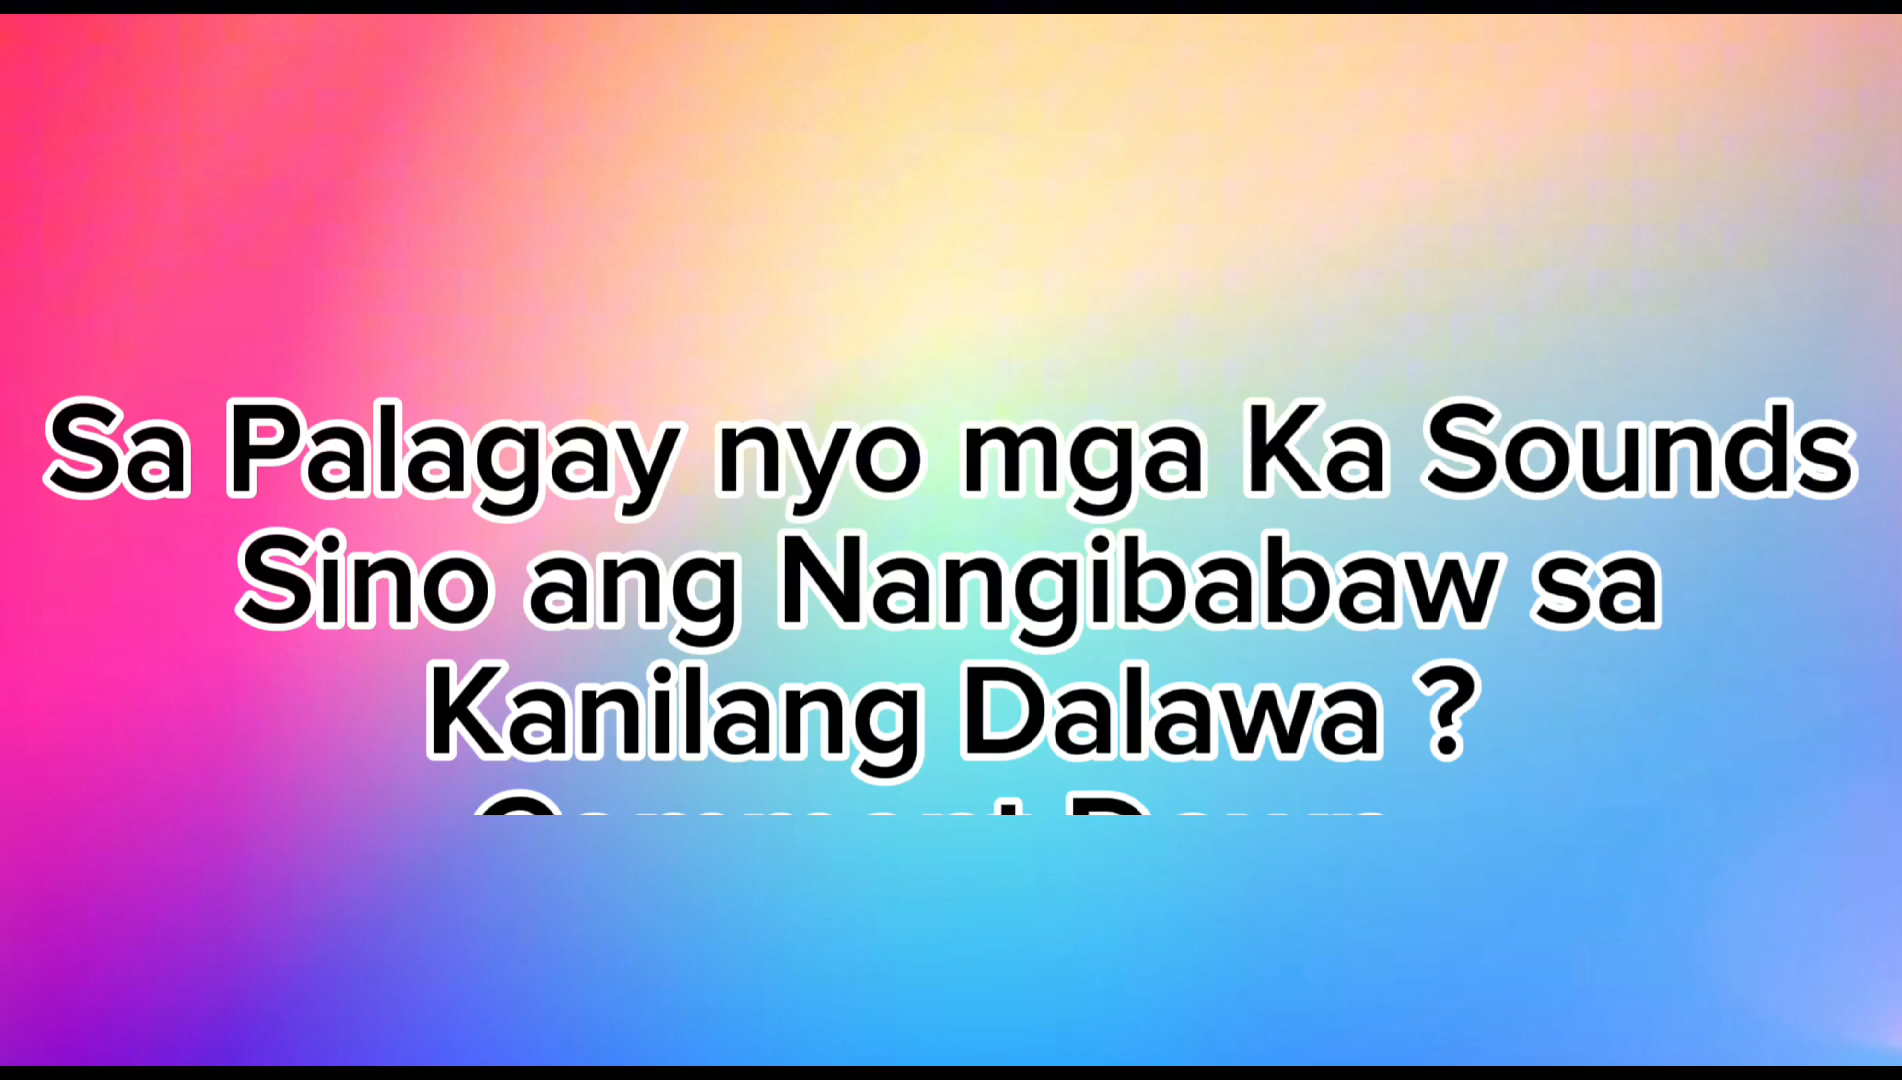 Sa Palagay nyo mga Ka Sounds
Sino ang Nangibabaw sa
Kanilang Dalawa ?